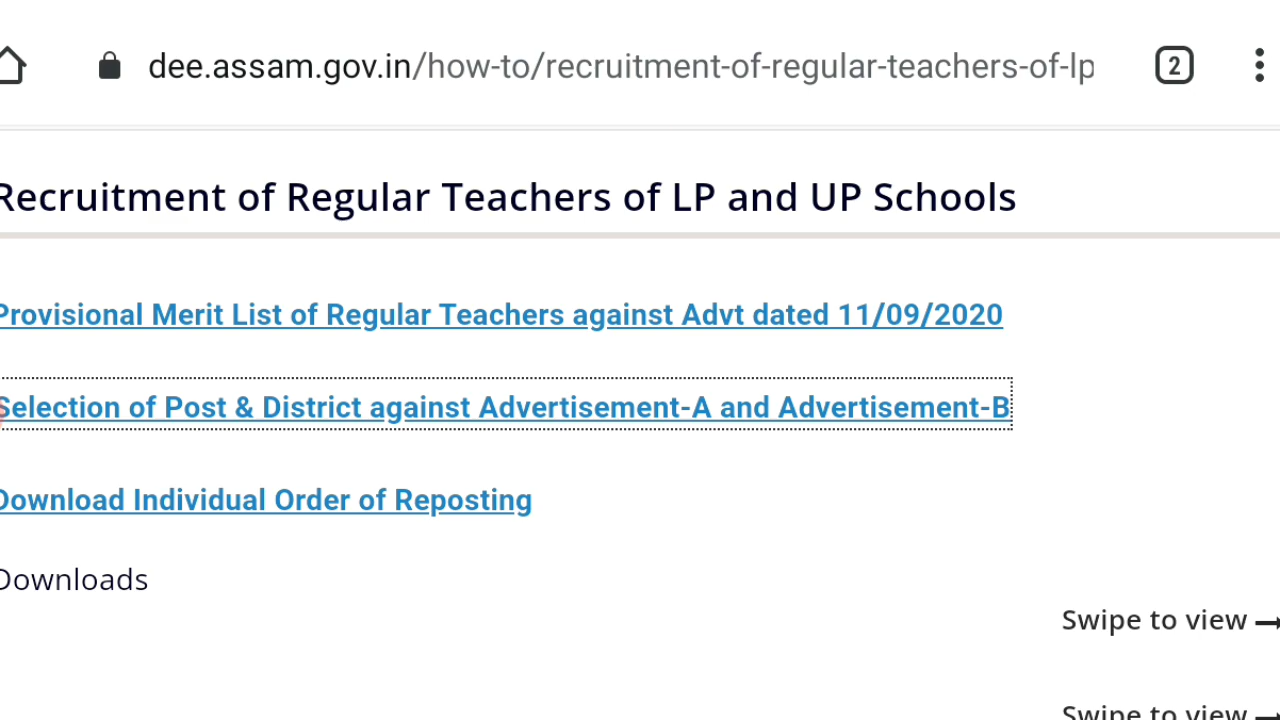 dee.assam.gov.in/how-to/recruitment-of-regular-teachers-of-lp
2
Recruitment of Regular Teachers of LP and UP Schools
Provisional Merit List of Regular Teachers against Advt dated 11/09/2020
Selection of Post & District against Advertisement-A and Advertisement-B
Download Individual Order of Reposting
Downloads
Swipe to view
Swipe to view